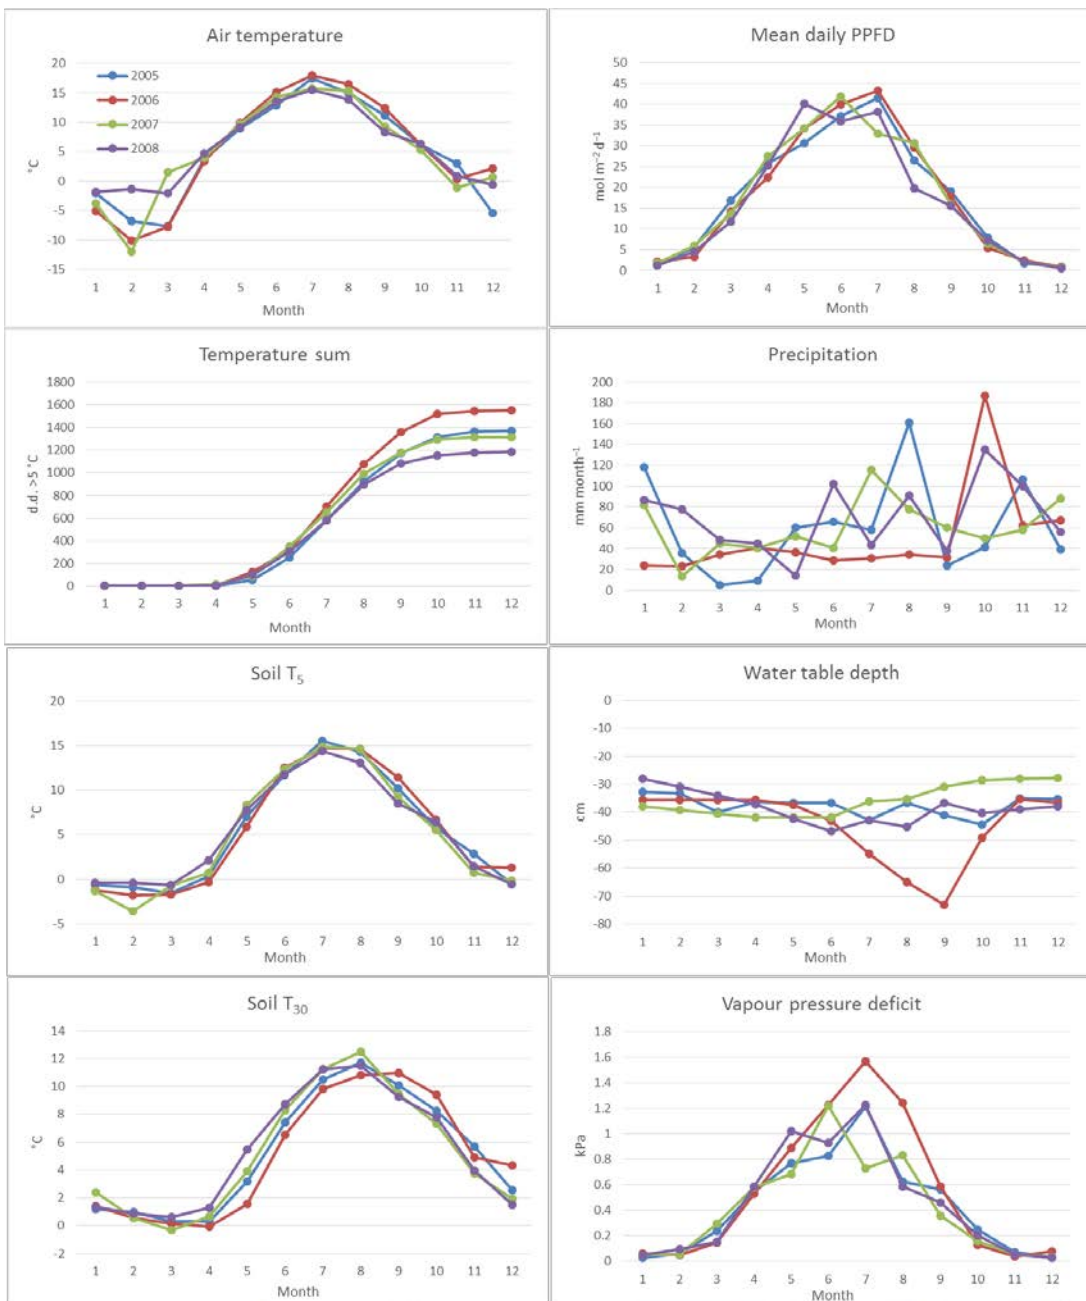 Air temperature
20
15
10
5
0
-5
-10
-15
°C
2005
2006
2007
2008
1 2 3 4 5 6 7 8 9 10 11 12
Month
Mean daily PPFD
50
45
40
35
30
25
20
15
10
5
0
mol m⁻² d⁻¹
1 2 3 4 5 6 7 8 9 10 11 12
Month
Temperature sum
1800
1600
1400
1200
1000
800
600
400
200
0
d.d. >5 °C
1 2 3 4 5 6 7 8 9 10 11 12
Month
Precipitation
200
180
160
140
120
100
80
60
40
20
0
mm month⁻¹
1 2 3 4 5 6 7 8 9 10 11 12
Month
Soil T₅
20
15
10
5
0
-5
°C
1 2 3 4 5 6 7 8 9 10 11 12
Month
Water table depth
0
-10
-20
-30
-40
-50
-60
-70
-80
cm
1 2 3 4 5 6 7 8 9 10 11 12
Month
Soil T₃₀
14
12
10
8
6
4
2
0
-2
°C
1 2 3 4 5 6 7 8 9 10 11 12
Month
Vapour pressure deficit
1.8
1.6
1.4
1.2
1
0.8
0.6
0.4
0.2
0
kPa
1 2 3 4 5 6 7 8 9 10 11 12
Month